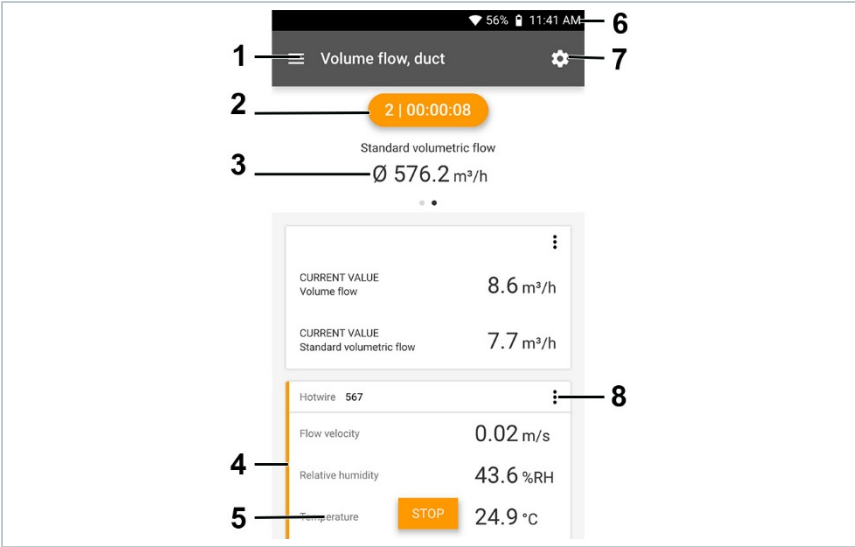 56% 11:41 AM 6
1 Volume flow, duct 7
2 2 | 00:00:08
Standard volumetric flow
3 Ø 576.2 m³/h
CURRENT VALUE
Volume flow 8.6 m³/h
CURRENT VALUE
Standard volumetric flow 7.7 m³/h
Hotwire 567 8
Flow velocity 0.02 m/s
4 Relative humidity 43.6 %RH
5 Temperature STOP 24.9 °C